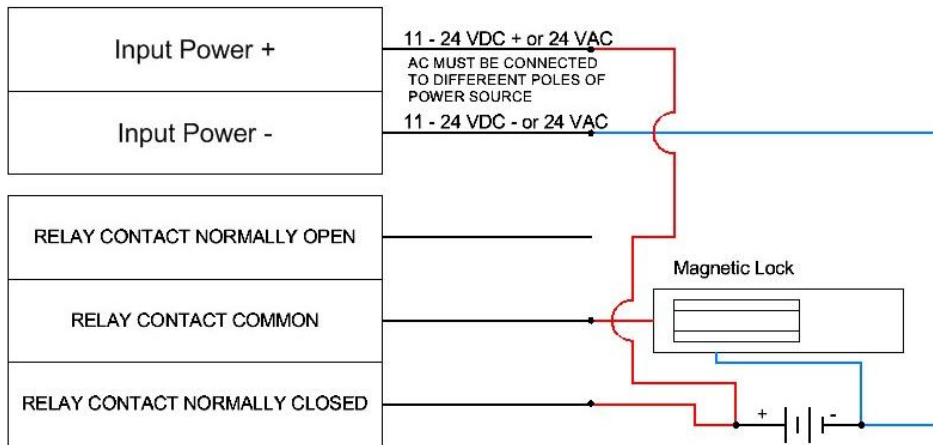 Input Power +
11 - 24 VDC + or 24 VAC
AC MUST BE CONNECTED
TO DIFFEREENT POLES OF
POWER SOURCE
Input Power -
11 - 24 VDC - or 24 VAC
RELAY CONTACT NORMALLY OPEN
Magnetic Lock
RELAY CONTACT COMMON
RELAY CONTACT NORMALLY CLOSED
+ -